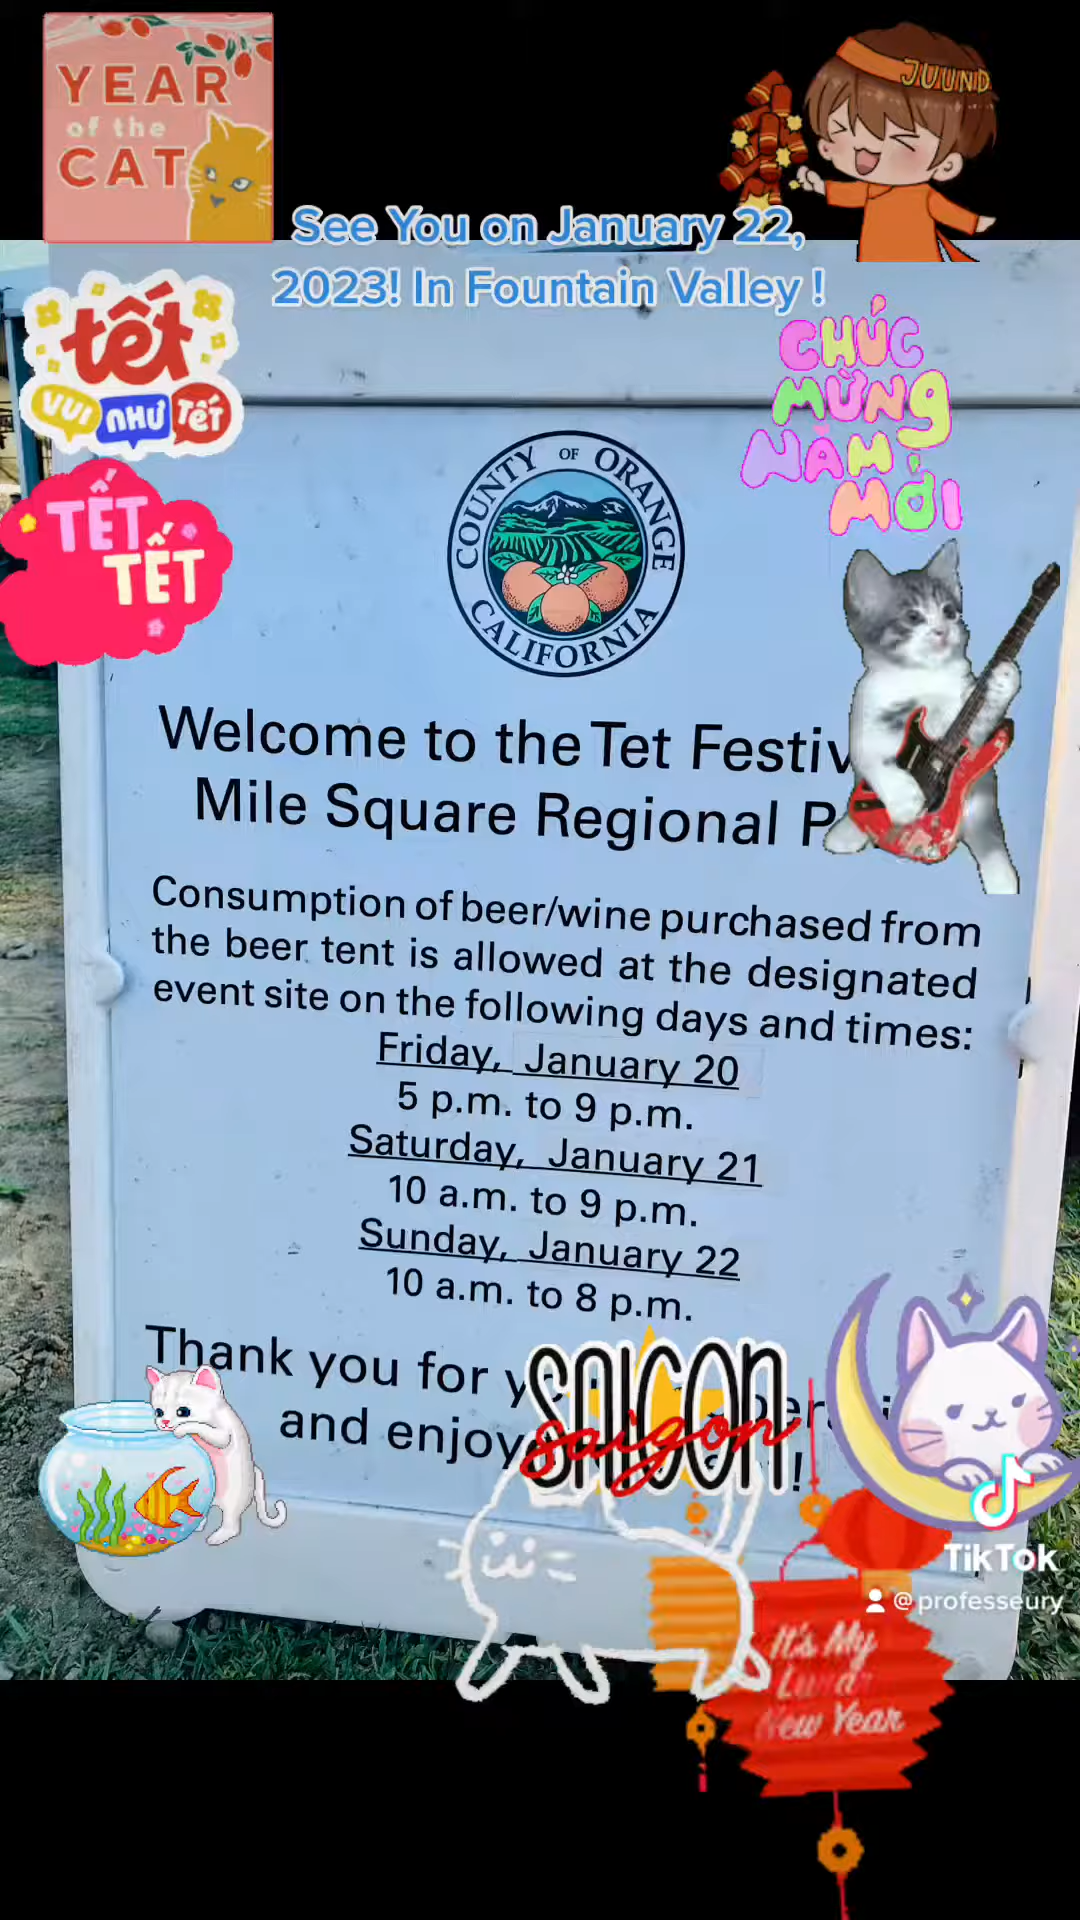 YEAR
of the
CAT
JUUND
See You on January 22,
2023! In Fountain Valley !
tết
VUI NHƯ TẾT
CHÚC
MỪNG
NĂM
MỚI
TẾT
TẾT
COUNTY OF ORANGE
CALIFORNIA
Welcome to the Tet Festiv
Mile Square Regional P
Consumption of beer/wine purchased from
the beer tent is allowed at the designated
event site on the following days and times:
Friday, January 20
5 p.m. to 9 p.m.
Saturday, January 21
10 a.m. to 9 p.m.
Sunday, January 22
10 a.m. to 8 p.m.
Thank you for
and enjoy
SAIGON
saigon
TikTok
@professeury
It's My
Lunar
New Year